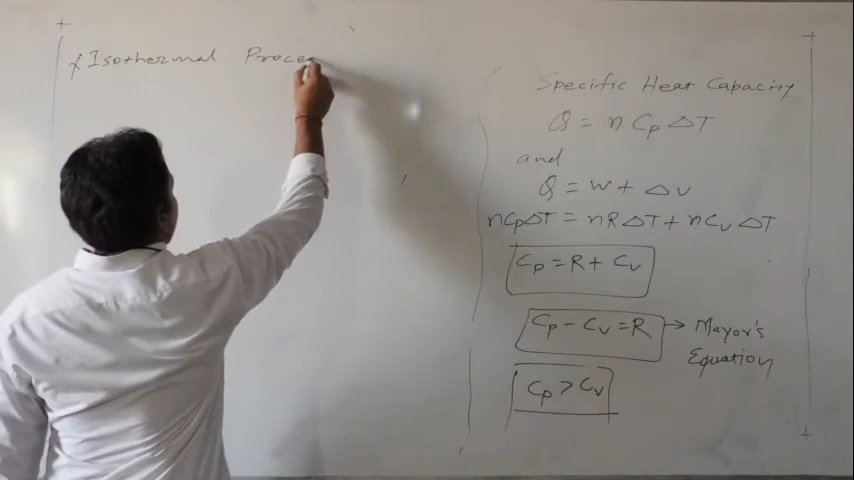 * Isothermal Proces
Specific Heat Capacity
Q = n Cp ΔT
and
Q = W + ΔU
nCpΔT = nRΔT + nCv ΔT
Cp = R + Cv
Cp - Cv = R → Mayor's
Equation
Cp > Cv